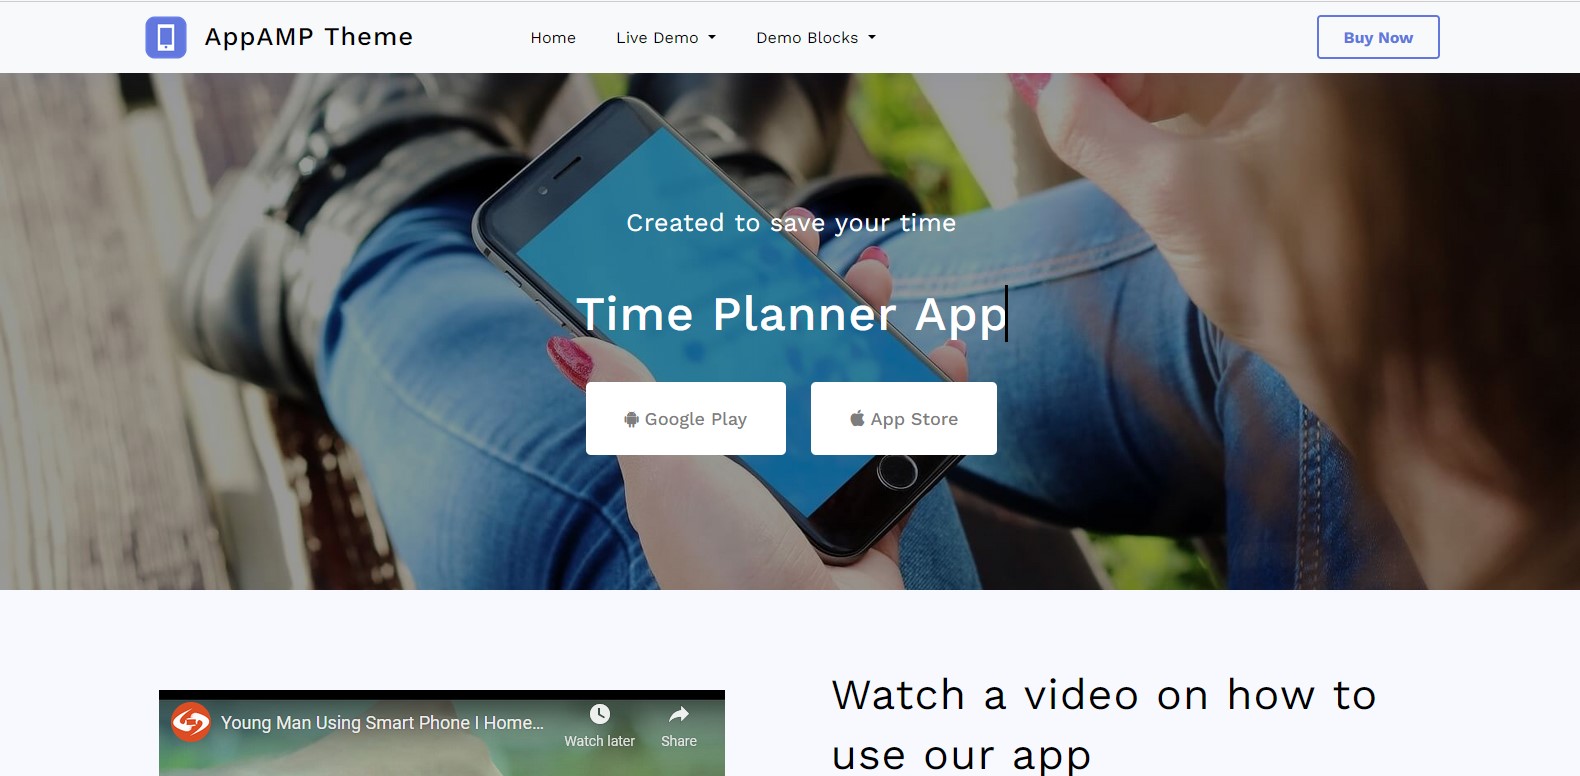 AppAMP Theme
Home
Live Demo
Demo Blocks
Buy Now
Created to save your time
Time Planner App
Google Play
App Store
Young Man Using Smart Phone I Home...
Watch later
Share
Watch a video on how to
use our app